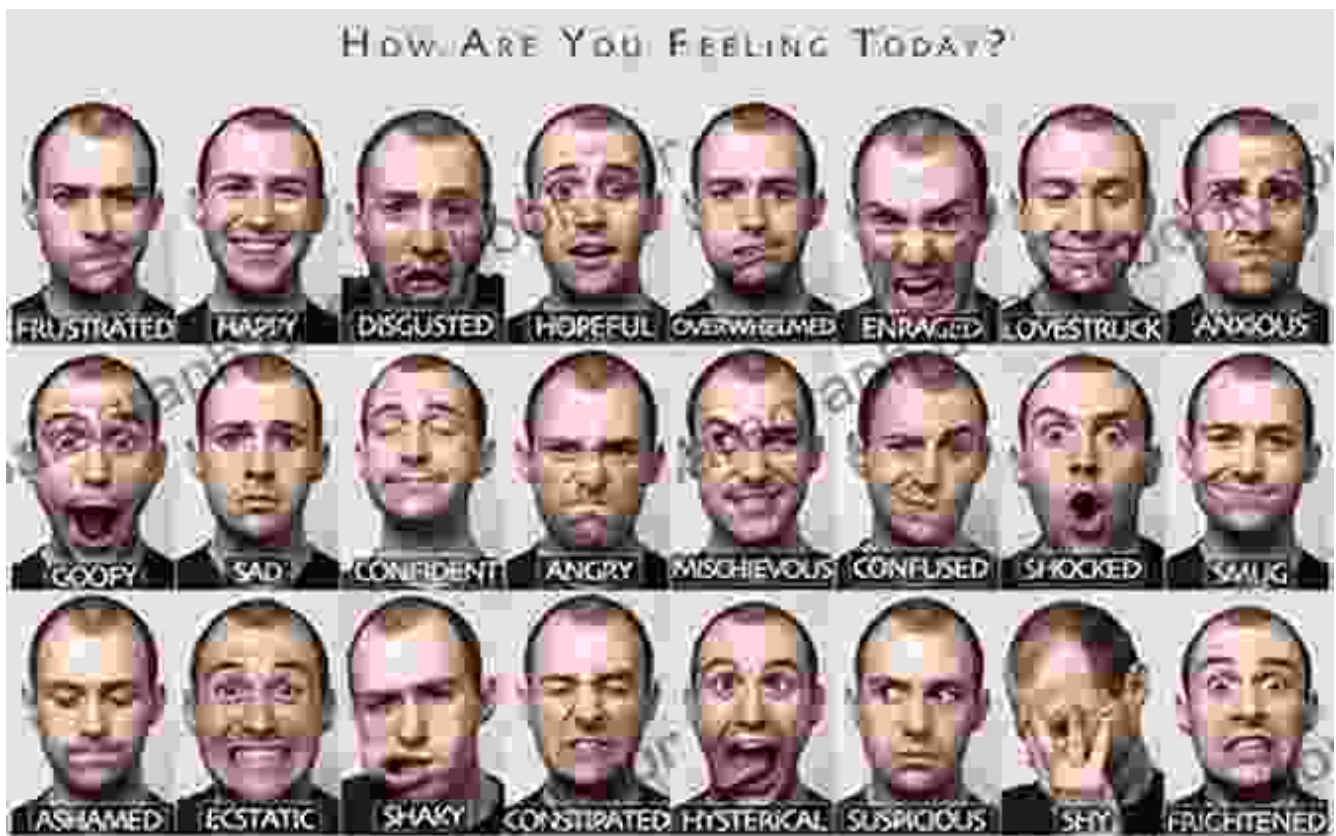 HOW ARE YOU FEELING TODAY?
FRUSTRATED HAPPY DISGUSTED HOPEFUL OVERWHELMED ENRAGED LOVESTRUCK ANXIOUS
GOOFY SAD CONFIDENT ANGRY MISCHIEVOUS CONFUSED SHOCKED SMUG
ASHAMED ECSTATIC SHAKY CONSTIPATED HYSTERICAL SUSPICIOUS SHY FRIGHTENED